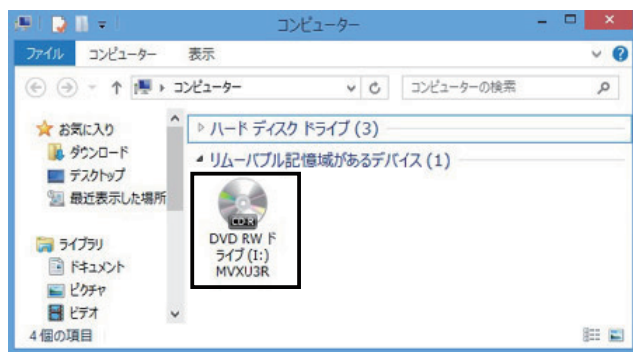 コンピューター
ファイル コンピューター 表示
コンピューター コンピューターの検索
お気に入り
ダウンロード
デスクトップ
最近表示した場所
ライブラリ
ドキュメント
ピクチャ
ビデオ
ハード ディスク ドライブ (3)
リムーバブル記憶域があるデバイス (1)
CD-R
DVD RW ド
ライブ (I:)
MVXU3R
4 個の項目